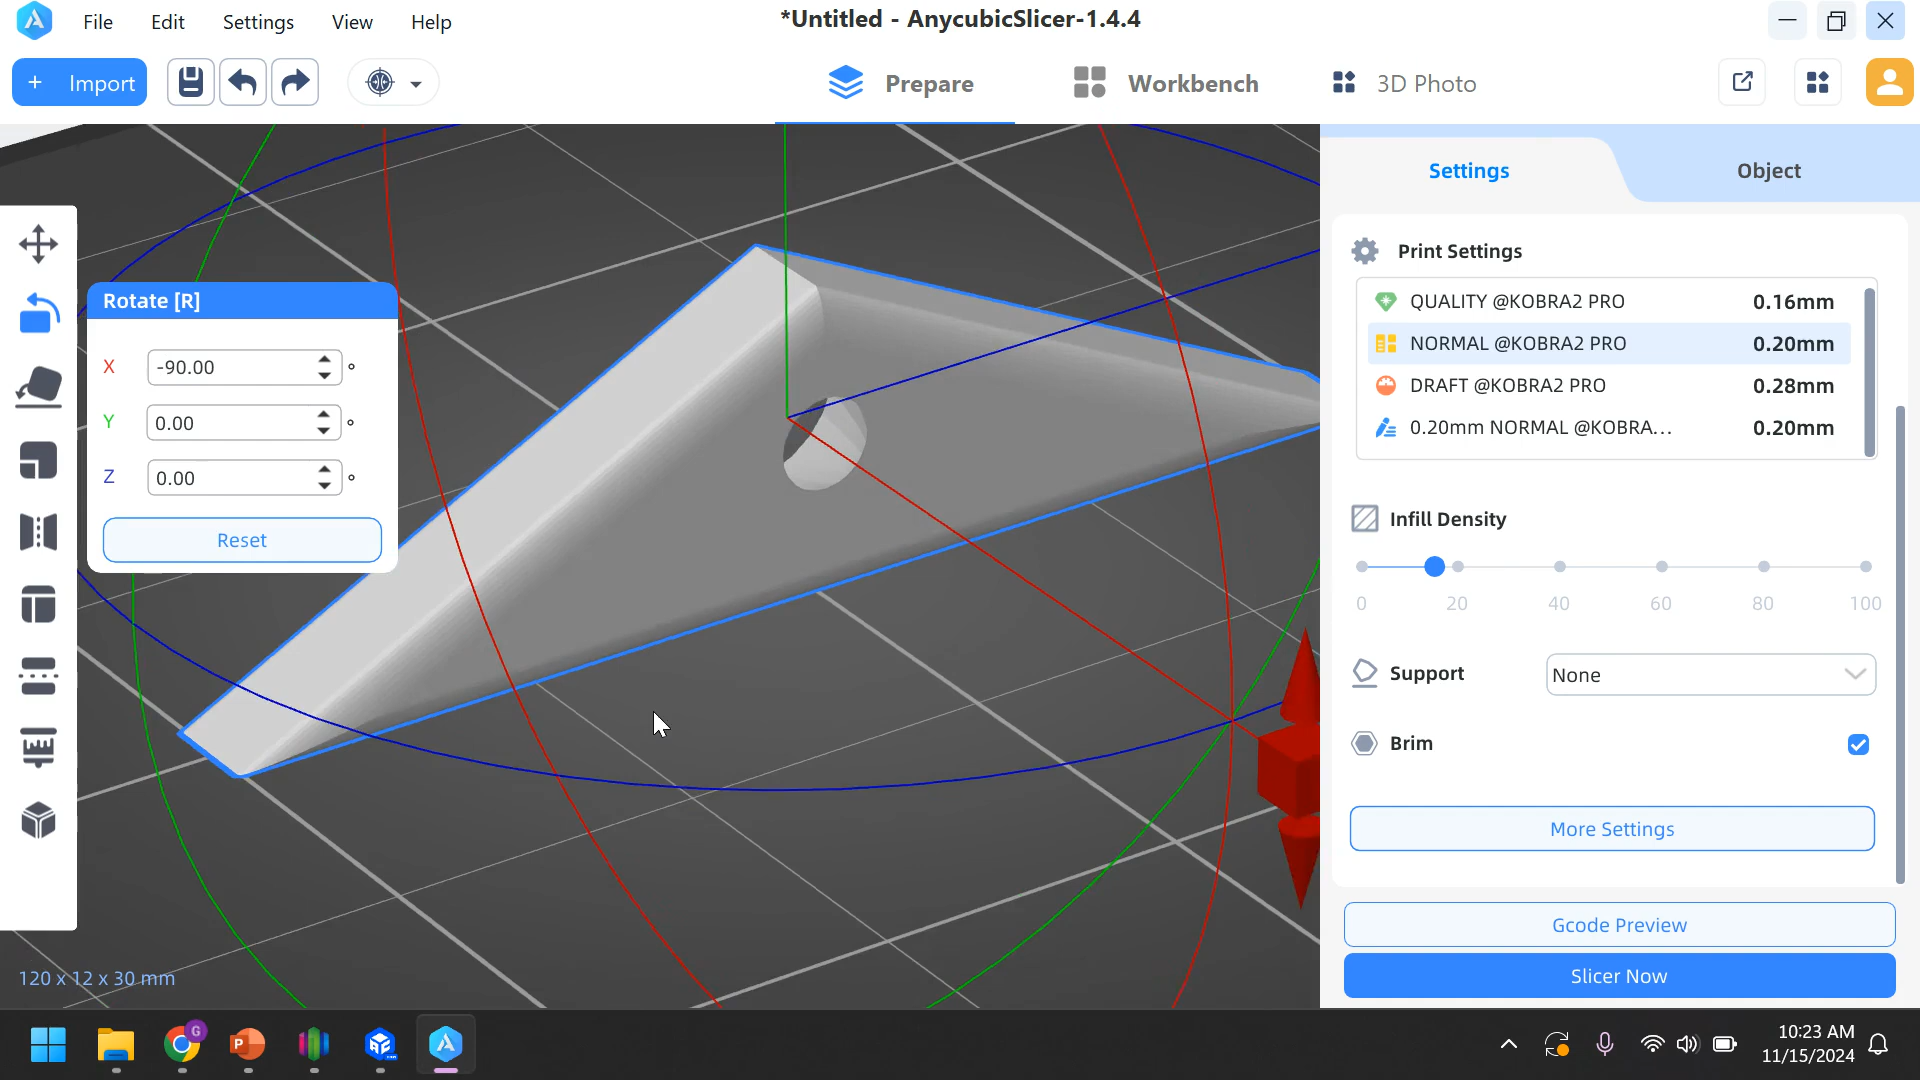 *Untitled - AnycubicSlicer-1.4.4
File Edit Settings View Help
+ Import
Prepare Workbench 3D Photo
Settings Object
Rotate [R]
X -90.00 °
Y 0.00 °
Z 0.00 °
Reset
120 x 12 x 30 mm
Print Settings
QUALITY @KOBRA2 PRO 0.16mm
NORMAL @KOBRA2 PRO 0.20mm
DRAFT @KOBRA2 PRO 0.28mm
0.20mm NORMAL @KOBRA... 0.20mm
Infill Density
0 20 40 60 80 100
Support None
Brim
More Settings
Gcode Preview
Slicer Now
G
P
10:23 AM
11/15/2024